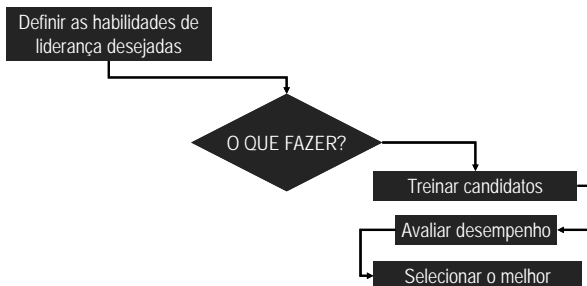 Definir as habilidades de
liderança desejadas
O QUE FAZER?
Treinar candidatos
Avaliar desempenho
Selecionar o melhor